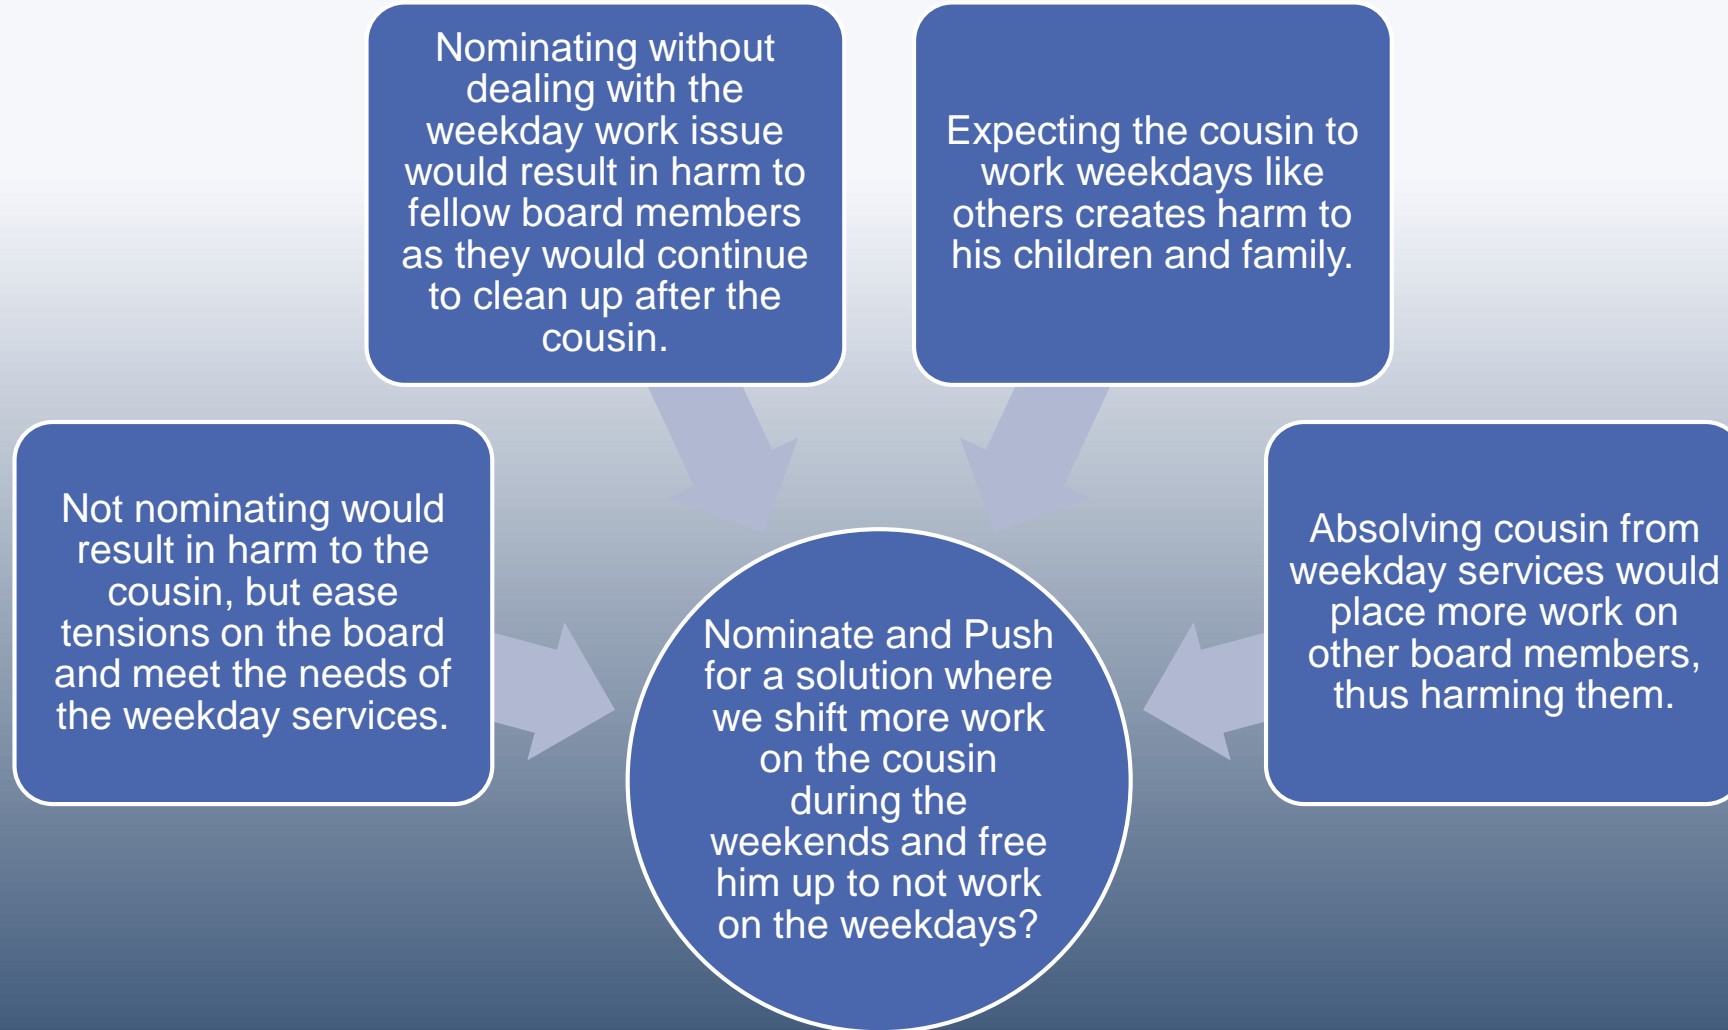 Nominating without
dealing with the
weekday work issue
would result in harm to
fellow board members
as they would continue
to clean up after the
cousin.
Expecting the cousin to
work weekdays like
others creates harm to
his children and family.
Not nominating would
result in harm to the
cousin, but ease
tensions on the board
and meet the needs of
the weekday services.
Nominate and Push
for a solution where
we shift more work
on the cousin
during the
weekends and free
him up to not work
on the weekdays?
Absolving cousin from
weekday services would
place more work on
other board members,
thus harming them.